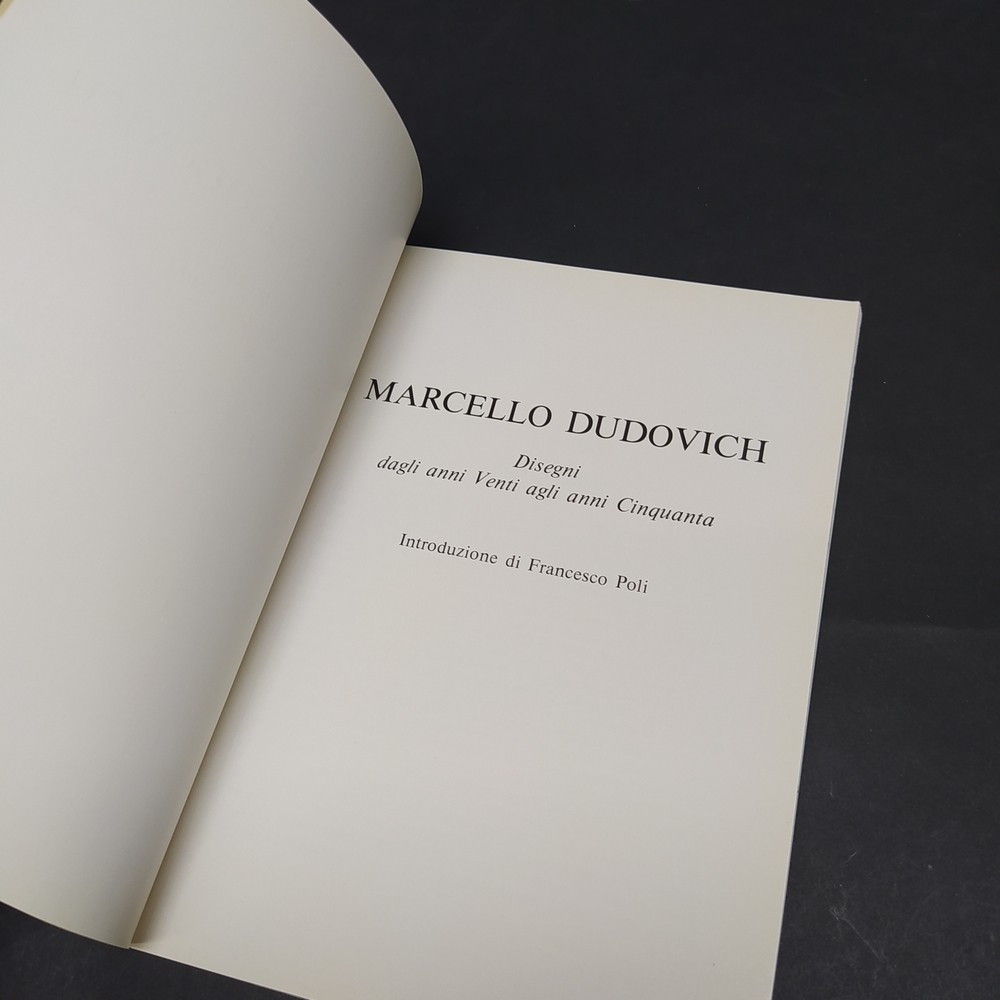 MARCELLO DUDOVICH
Disegni
dagli anni Venti agli anni Cinquanta
Introduzione di Francesco Poli